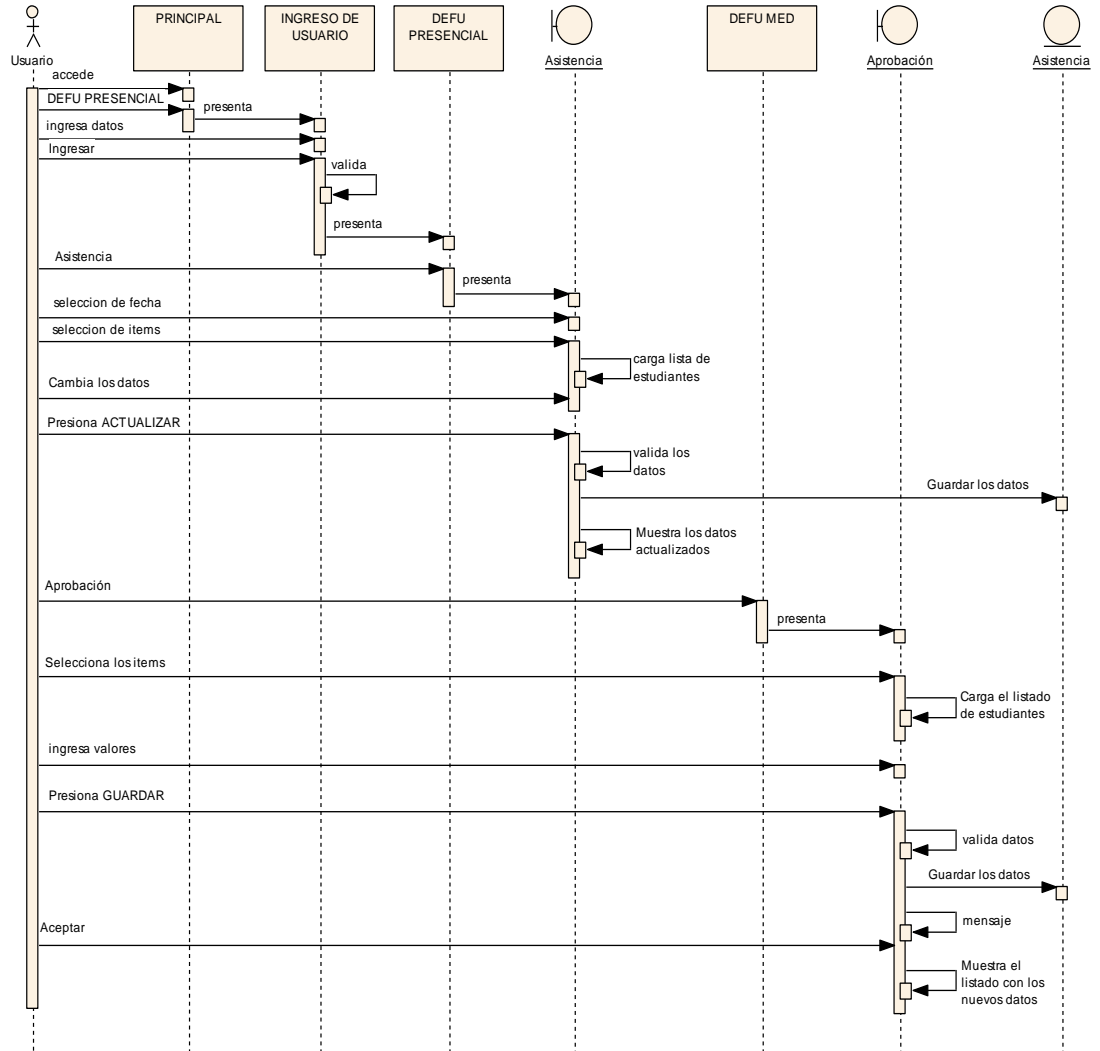 PRINCIPAL
INGRESO DE
USUARIO
DEFU
PRESENCIAL
DEFU MED
Usuario
Asistencia
Aprobación
Asistencia
accede
DEFU PRESENCIAL
presenta
ingresa datos
Ingresar
valida
presenta
Asistencia
presenta
seleccion de fecha
seleccion de items
carga lista de
estudiantes
Cambia los datos
Presiona ACTUALIZAR
valida los
datos
Guardar los datos
Muestra los datos
actualizados
Aprobación
presenta
Selecciona los items
Carga el listado
de estudiantes
ingresa valores
Presiona GUARDAR
valida datos
Guardar los datos
mensaje
Aceptar
Muestra el
listado con los
nuevos datos